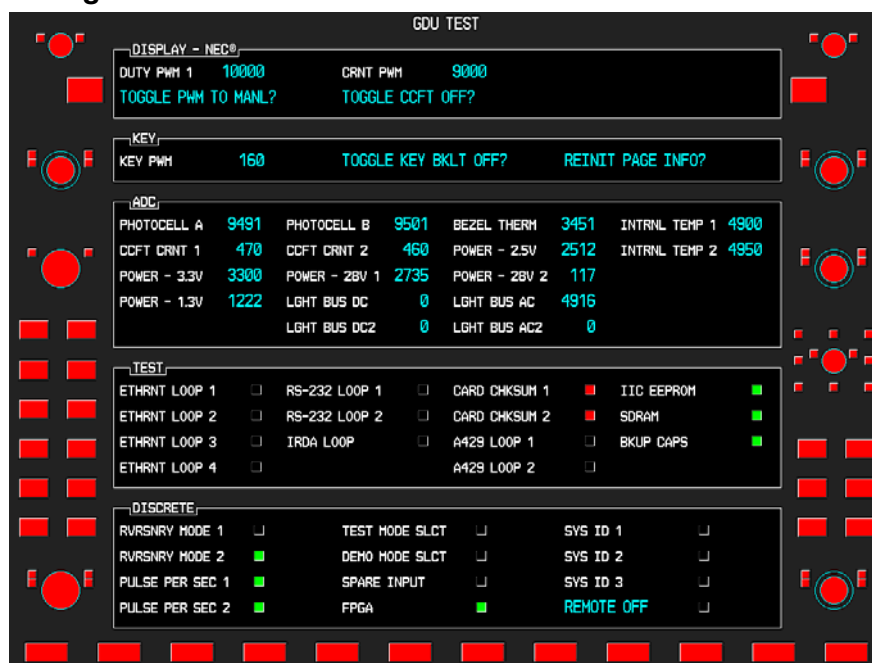 GDU TEST
DISPLAY - NEC®
DUTY PWM 1 10000 CRNT PWM 9000
TOGGLE PWM TO MANL? TOGGLE CCFT OFF?
KEY
KEY PWM 160 TOGGLE KEY BKLT OFF? REINIT PAGE INFO?
ADC
PHOTOCELL A 9491 PHOTOCELL B 9501 BEZEL THERM 3451 INTRNL TEMP 1 4900
CCFT CRNT 1 470 CCFT CRNT 2 460 POWER - 2.5V 2512 INTRNL TEMP 2 4950
POWER - 3.3V 3300 POWER - 28V 1 2735 POWER - 28V 2 117
POWER - 1.3V 1222 LGHT BUS DC 0 LGHT BUS AC 4916
LGHT BUS DC2 0 LGHT BUS AC2 0
TEST
ETHRNT LOOP 1 RS-232 LOOP 1 CARD CHKSUM 1 IIC EEPROM
ETHRNT LOOP 2 RS-232 LOOP 2 CARD CHKSUM 2 SDRAM
ETHRNT LOOP 3 IRDA LOOP A429 LOOP 1 BKUP CAPS
ETHRNT LOOP 4 A429 LOOP 2
DISCRETE
RVRSNRY MODE 1 TEST MODE SLCT SYS ID 1
RVRSNRY MODE 2 DEMO MODE SLCT SYS ID 2
PULSE PER SEC 1 SPARE INPUT SYS ID 3
PULSE PER SEC 2 FPGA REMOTE OFF